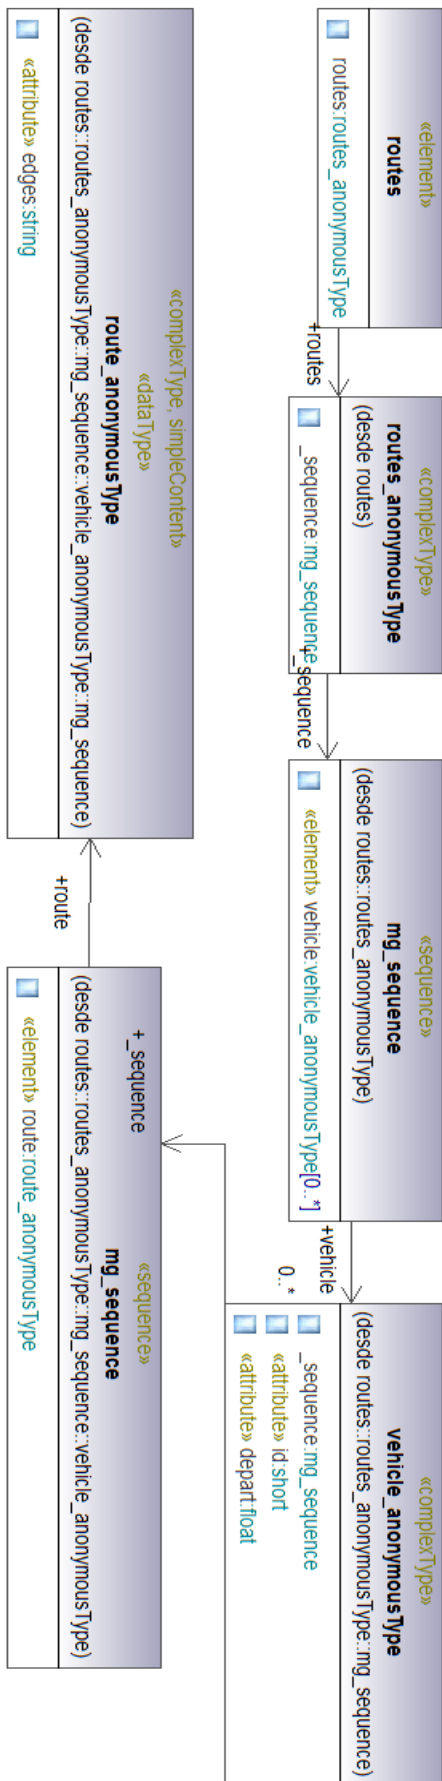 «element»
routes
routes:routes_anonymousType
+routes
«complexType»
routes_anonymousType
(desde routes)
_sequence:mg_sequence
+_sequence
«sequence»
mg_sequence
(desde routes::routes_anonymousType)
«element» vehicle:vehicle_anonymousType[0..*]
+vehicle
0..*
«complexType»
vehicle_anonymousType
(desde routes::routes_anonymousType::mg_sequence)
_sequence:mg_sequence
«attribute» id:short
«attribute» depart:float
«complexType, simpleContent»
«dataType»
route_anonymousType
(desde routes::routes_anonymousType::mg_sequence::vehicle_anonymousType::mg_sequence)
«attribute» edges:string
+route
+_sequence
«sequence»
mg_sequence
(desde routes::routes_anonymousType::mg_sequence::vehicle_anonymousType)
«element» route:route_anonymousType